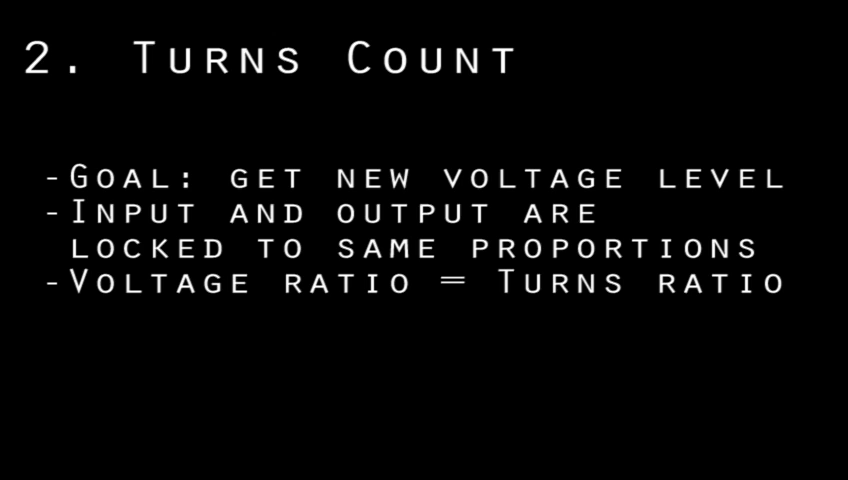 2. Turns Count
-Goal: get new voltage level
-Input and output are
locked to same proportions
-Voltage ratio = Turns ratio